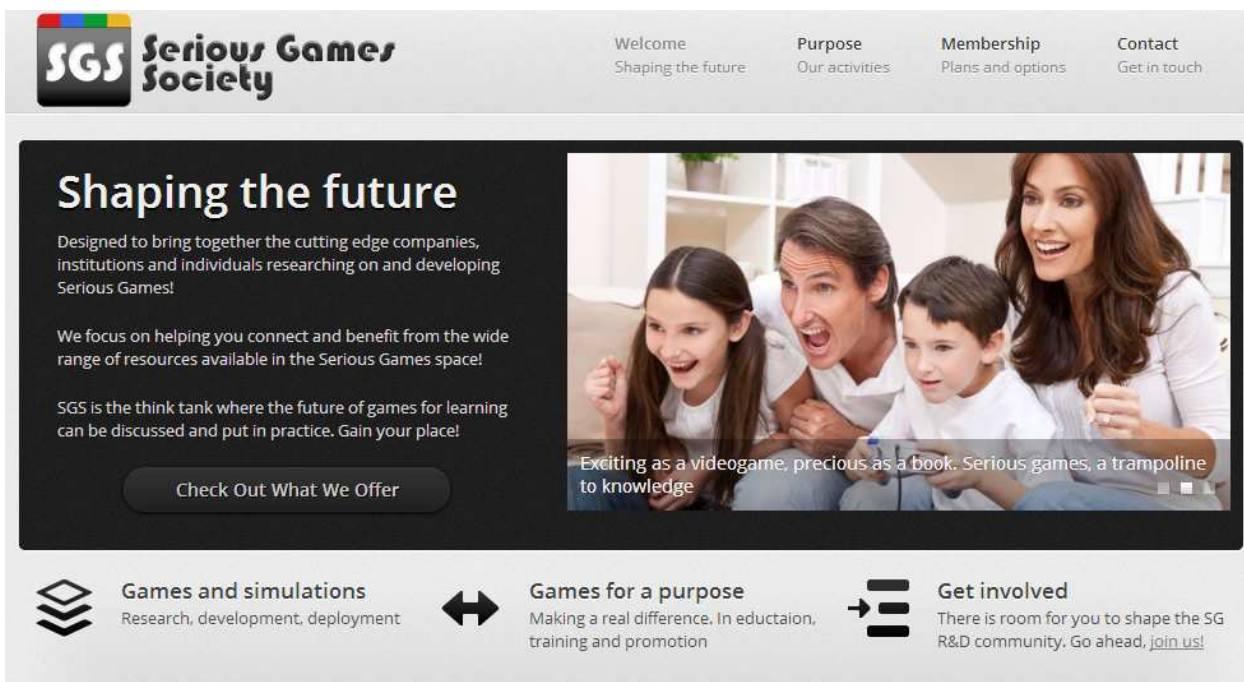 SGS
Serious Games
Society
Welcome
Shaping the future
Purpose
Our activities
Membership
Plans and options
Contact
Get in touch
Shaping the future
Designed to bring together the cutting edge companies,
institutions and individuals researching on and developing
Serious Games!
We focus on helping you connect and benefit from the wide
range of resources available in the Serious Games space!
SGS is the think tank where the future of games for learning
can be discussed and put in practice. Gain your place!
Check Out What We Offer
Exciting as a videogame, precious as a book. Serious games, a trampoline
to knowledge
Games and simulations
Research, development, deployment
Games for a purpose
Making a real difference. In eductaion,
training and promotion
Get involved
There is room for you to shape the SG
R&D community. Go ahead, join us!